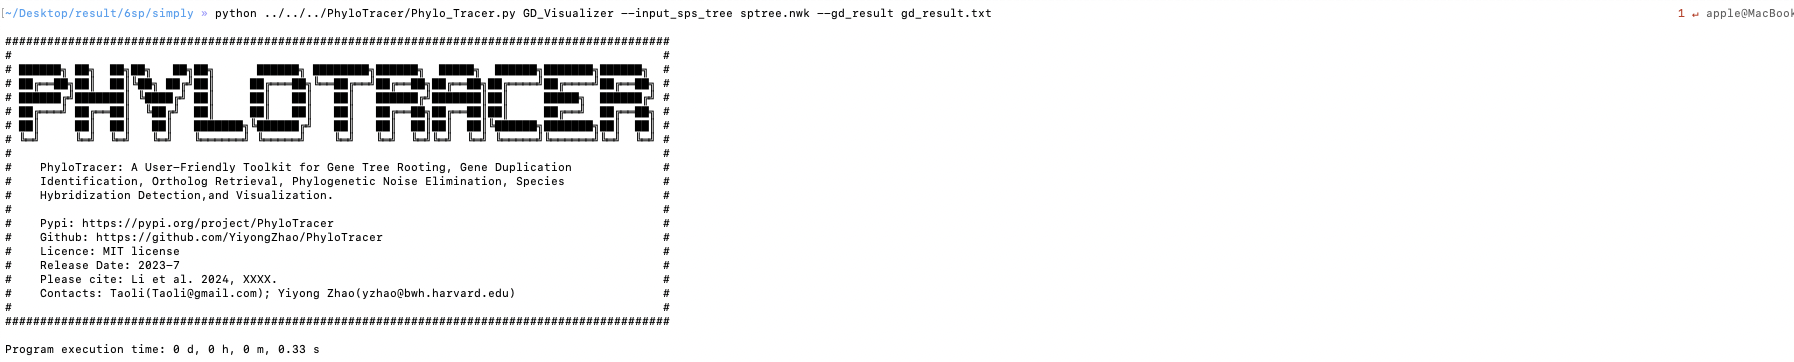 [~/Desktop/result/6sp/simply » python ../../../PhyloTracer/Phylo_Tracer.py GD_Visualizer --input_sps_tree sptree.nwk --gd_result gd_result.txt 1 ↵ apple@MacBook
###############################################################################################
# #
# PHYLOTRACER #
# #
# PhyloTracer: A User-Friendly Toolkit for Gene Tree Rooting, Gene Duplication #
# Identification, Ortholog Retrieval, Phylogenetic Noise Elimination, Species #
# Hybridization Detection,and Visualization. #
# #
# Pypi: https://pypi.org/project/PhyloTracer #
# Github: https://github.com/YiyongZhao/PhyloTracer #
# Licence: MIT license #
# Release Date: 2023-7 #
# Please cite: Li et al. 2024, XXXX. #
# Contacts: Taoli(Taoli@gmail.com); Yiyong Zhao(yzhao@bwh.harvard.edu) #
# #
###############################################################################################
Program execution time: 0 d, 0 h, 0 m, 0.33 s